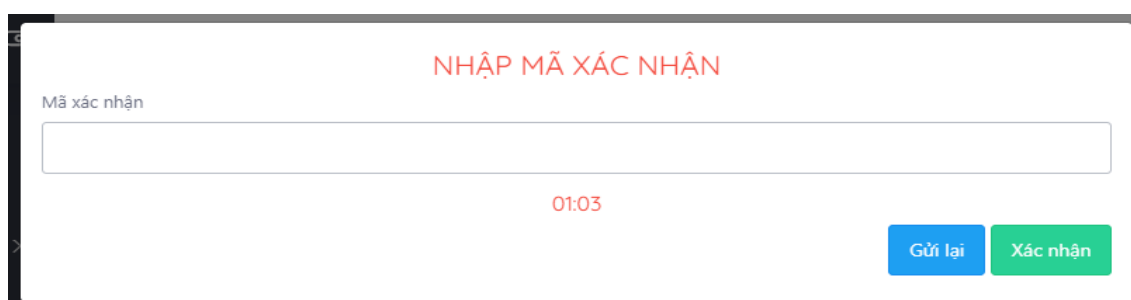 NHẬP MÃ XÁC NHẬN
Mã xác nhận
01:03
Gửi lại Xác nhận